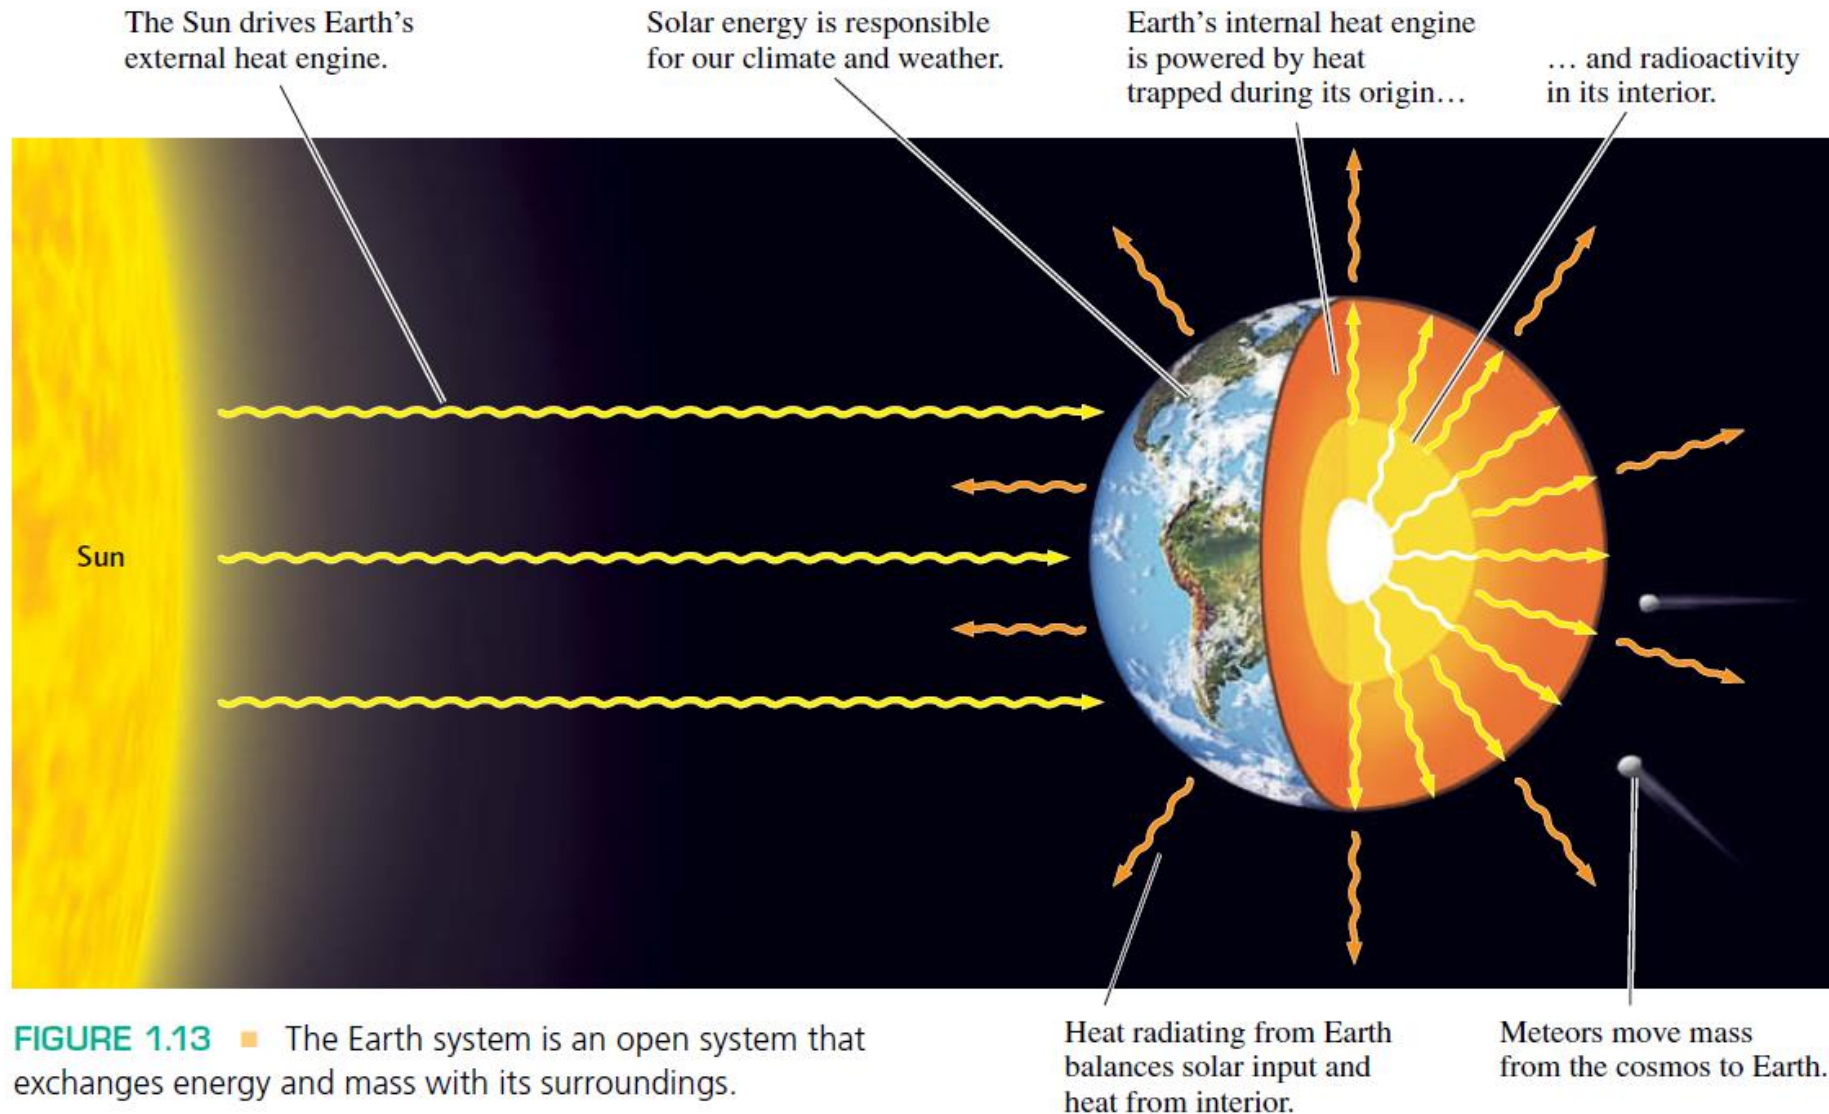 The Sun drives Earth's
external heat engine.
Solar energy is responsible
for our climate and weather.
Earth's internal heat engine
is powered by heat
trapped during its origin…
… and radioactivity
in its interior.
Sun
FIGURE 1.13 ■ The Earth system is an open system that
exchanges energy and mass with its surroundings.
Heat radiating from Earth
balances solar input and
heat from interior.
Meteors move mass
from the cosmos to Earth.